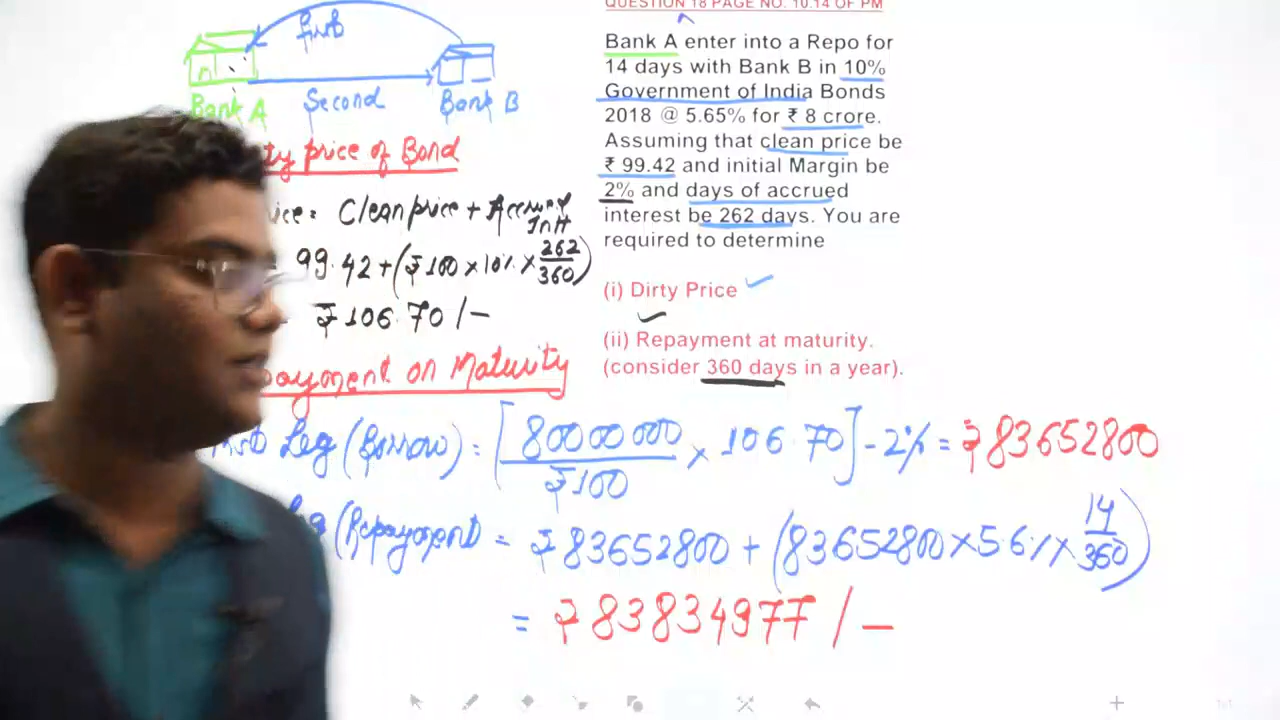 first
Bank A
Second
Bank B
ty price of Bond
ice = Clean price + Accrued Intt
99.42 + (₹100 × 10% × 262/360)
₹106.70/-
payment on Maturity
Leg (Borrow) = [80000000/₹100 × 106.70] - 2% = ₹83652800
(Repayment = ₹83652800 + (83652800 × 5.6% × 14/360)
= ₹83834977/-
QUESTION 18 PAGE NO. 10.14 OF PM
Bank A enter into a Repo for
14 days with Bank B in 10%
Government of India Bonds
2018 @ 5.65% for ₹ 8 crore.
Assuming that clean price be
₹ 99.42 and initial Margin be
2% and days of accrued
interest be 262 days. You are
required to determine
(i) Dirty Price
(ii) Repayment at maturity.
(consider 360 days in a year).